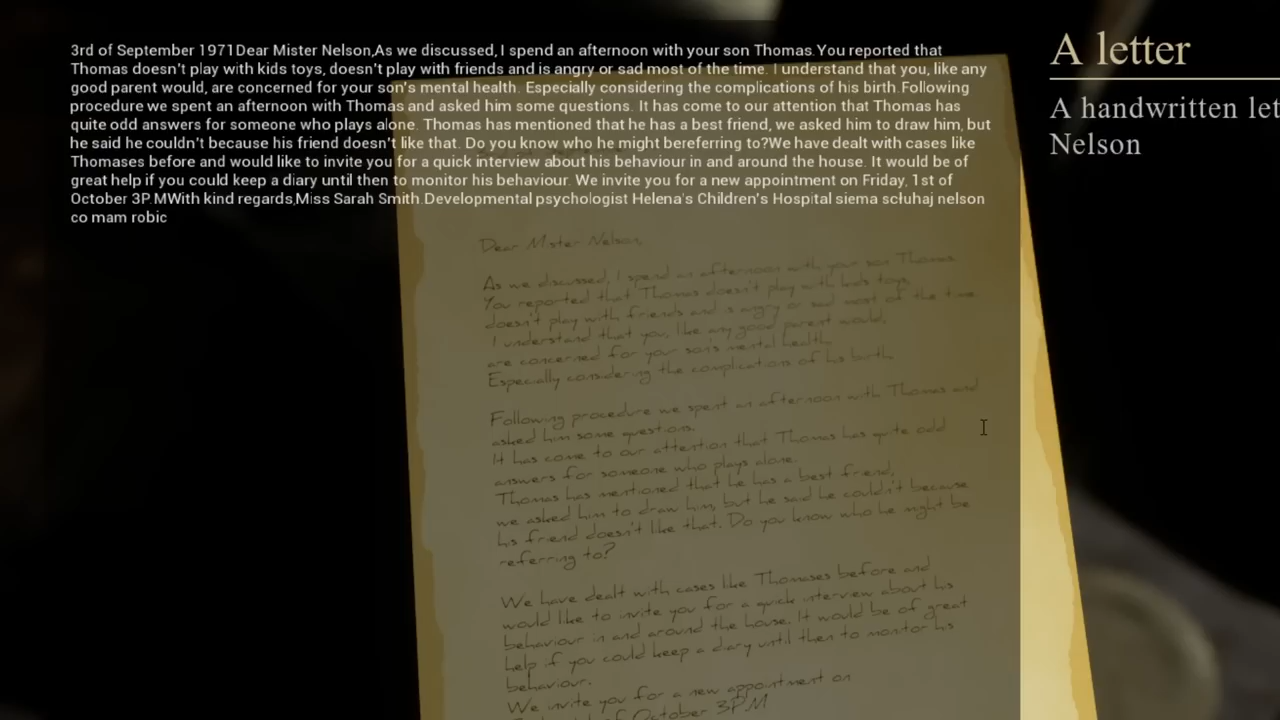 3rd of September 1971Dear Mister Nelson,As we discussed, I spend an afternoon with your son Thomas.You reported that
Thomas doesn't play with kids toys, doesn't play with friends and is angry or sad most of the time. I understand that you, like any
good parent would, are concerned for your son's mental health. Especially considering the complications of his birth.Following
procedure we spent an afternoon with Thomas and asked him some questions. It has come to our attention that Thomas has
quite odd answers for someone who plays alone. Thomas has mentioned that he has a best friend, we asked him to draw him, but
he said he couldn't because his friend doesn't like that. Do you know who he might bereferring to?We have dealt with cases like
Thomases before and would like to invite you for a quick interview about his behaviour in and around the house. It would be of
great help if you could keep a diary until then to monitor his behaviour. We invite you for a new appointment on Friday, 1st of
October 3P.MWith kind regards,Miss Sarah Smith.Developmental psychologist Helena's Children's Hospital siema scłuhaj nelson
co mam robic
A letter
A handwritten let
Nelson
Dear Mister Nelson,
As we discussed, I spend an afternoon with your son Thomas.
You reported that Thomas doesn't play with kids toys,
doesn't play with friends and is angry or sad most of the time.
I understand that you, like any good parent would,
are concerned for your son's mental health.
Especially considering the complications of his birth.
Following procedure we spent an afternoon with Thomas and
asked him some questions.
It has come to our attention that Thomas has quite odd
answers for someone who plays alone.
Thomas has mentioned that he has a best friend,
we asked him to draw him, but he said he couldn't because
his friend doesn't like that. Do you know who he might be
referring to?
We have dealt with cases like Thomases before and
would like to invite you for a quick interview about his
behaviour in and around the house. It would be of great
help if you could keep a diary until then to monitor his
behaviour.
We invite you for a new appointment on
of October 3P.M